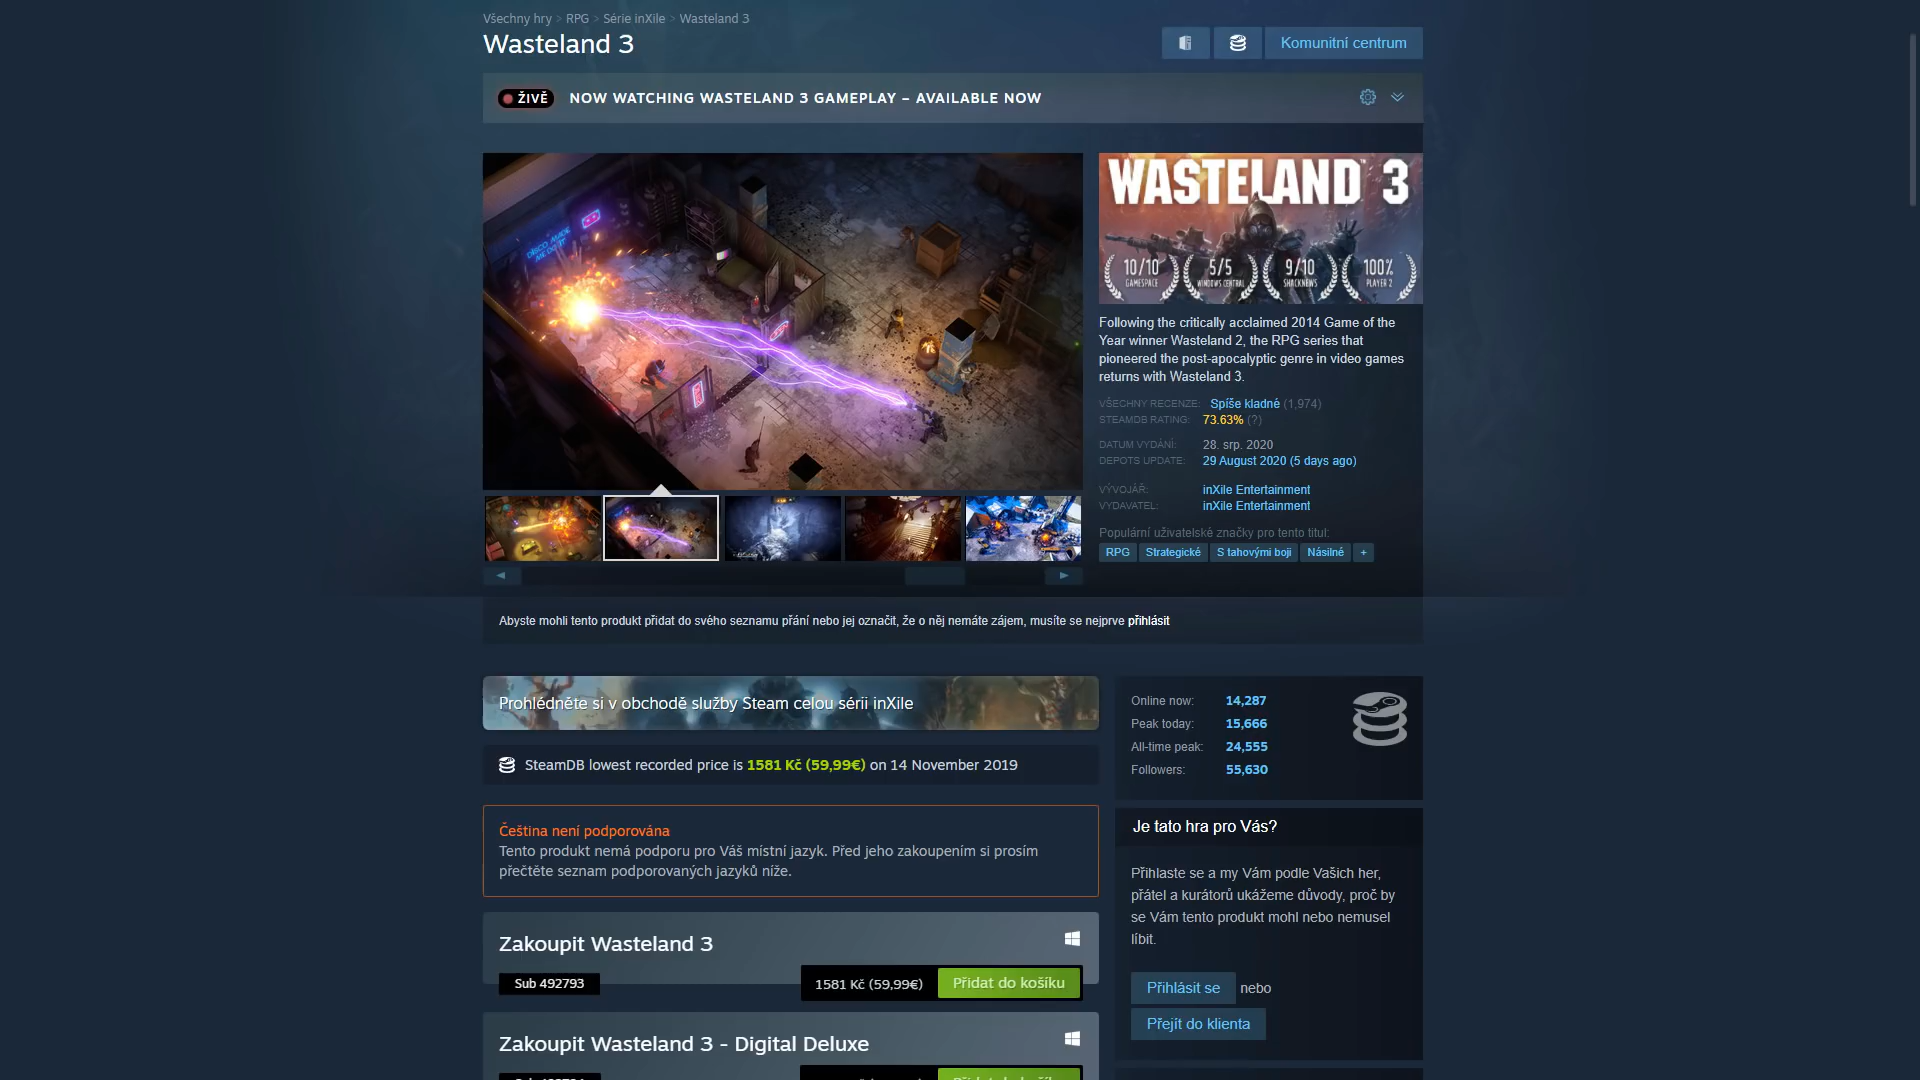 Všechny hry > RPG > Série inXile > Wasteland 3
Wasteland 3
Komunitní centrum
ŽIVĚ
NOW WATCHING WASTELAND 3 GAMEPLAY – AVAILABLE NOW
DISCO MADE
ME DO IT
WASTELAND 3
10/10
GAMESPACE
5/5
WINDOWS CENTRAL
9/10
SHACKNEWS
100%
PLAYER 2
Following the critically acclaimed 2014 Game of the
Year winner Wasteland 2, the RPG series that
pioneered the post-apocalyptic genre in video games
returns with Wasteland 3.
VŠECHNY RECENZE: Spíše kladné (1,974)
STEAMDB RATING: 73.63% (?)
DATUM VYDÁNÍ: 28. srp. 2020
DEPOTS UPDATE: 29 August 2020 (5 days ago)
VÝVOJÁŘ: inXile Entertainment
VYDAVATEL: inXile Entertainment
Populární uživatelské značky pro tento titul:
RPG Strategické S tahovými boji Násilné +
Abyste mohli tento produkt přidat do svého seznamu přání nebo jej označit, že o něj nemáte zájem, musíte se nejprve přihlásit
Prohlédněte si v obchodě služby Steam celou sérii inXile
SteamDB lowest recorded price is 1581 Kč (59,99€) on 14 November 2019
Čeština není podporována
Tento produkt nemá podporu pro Váš místní jazyk. Před jeho zakoupením si prosím
přečtěte seznam podporovaných jazyků níže.
Zakoupit Wasteland 3
Sub 492793
1581 Kč (59,99€)
Přidat do košíku
Zakoupit Wasteland 3 - Digital Deluxe
Online now: 14,287
Peak today: 15,666
All-time peak: 24,555
Followers: 55,630
Je tato hra pro Vás?
Přihlaste se a my Vám podle Vašich her,
přátel a kurátorů ukážeme důvody, proč by
se Vám tento produkt mohl nebo nemusel
líbit.
Přihlásit se nebo
Přejít do klienta